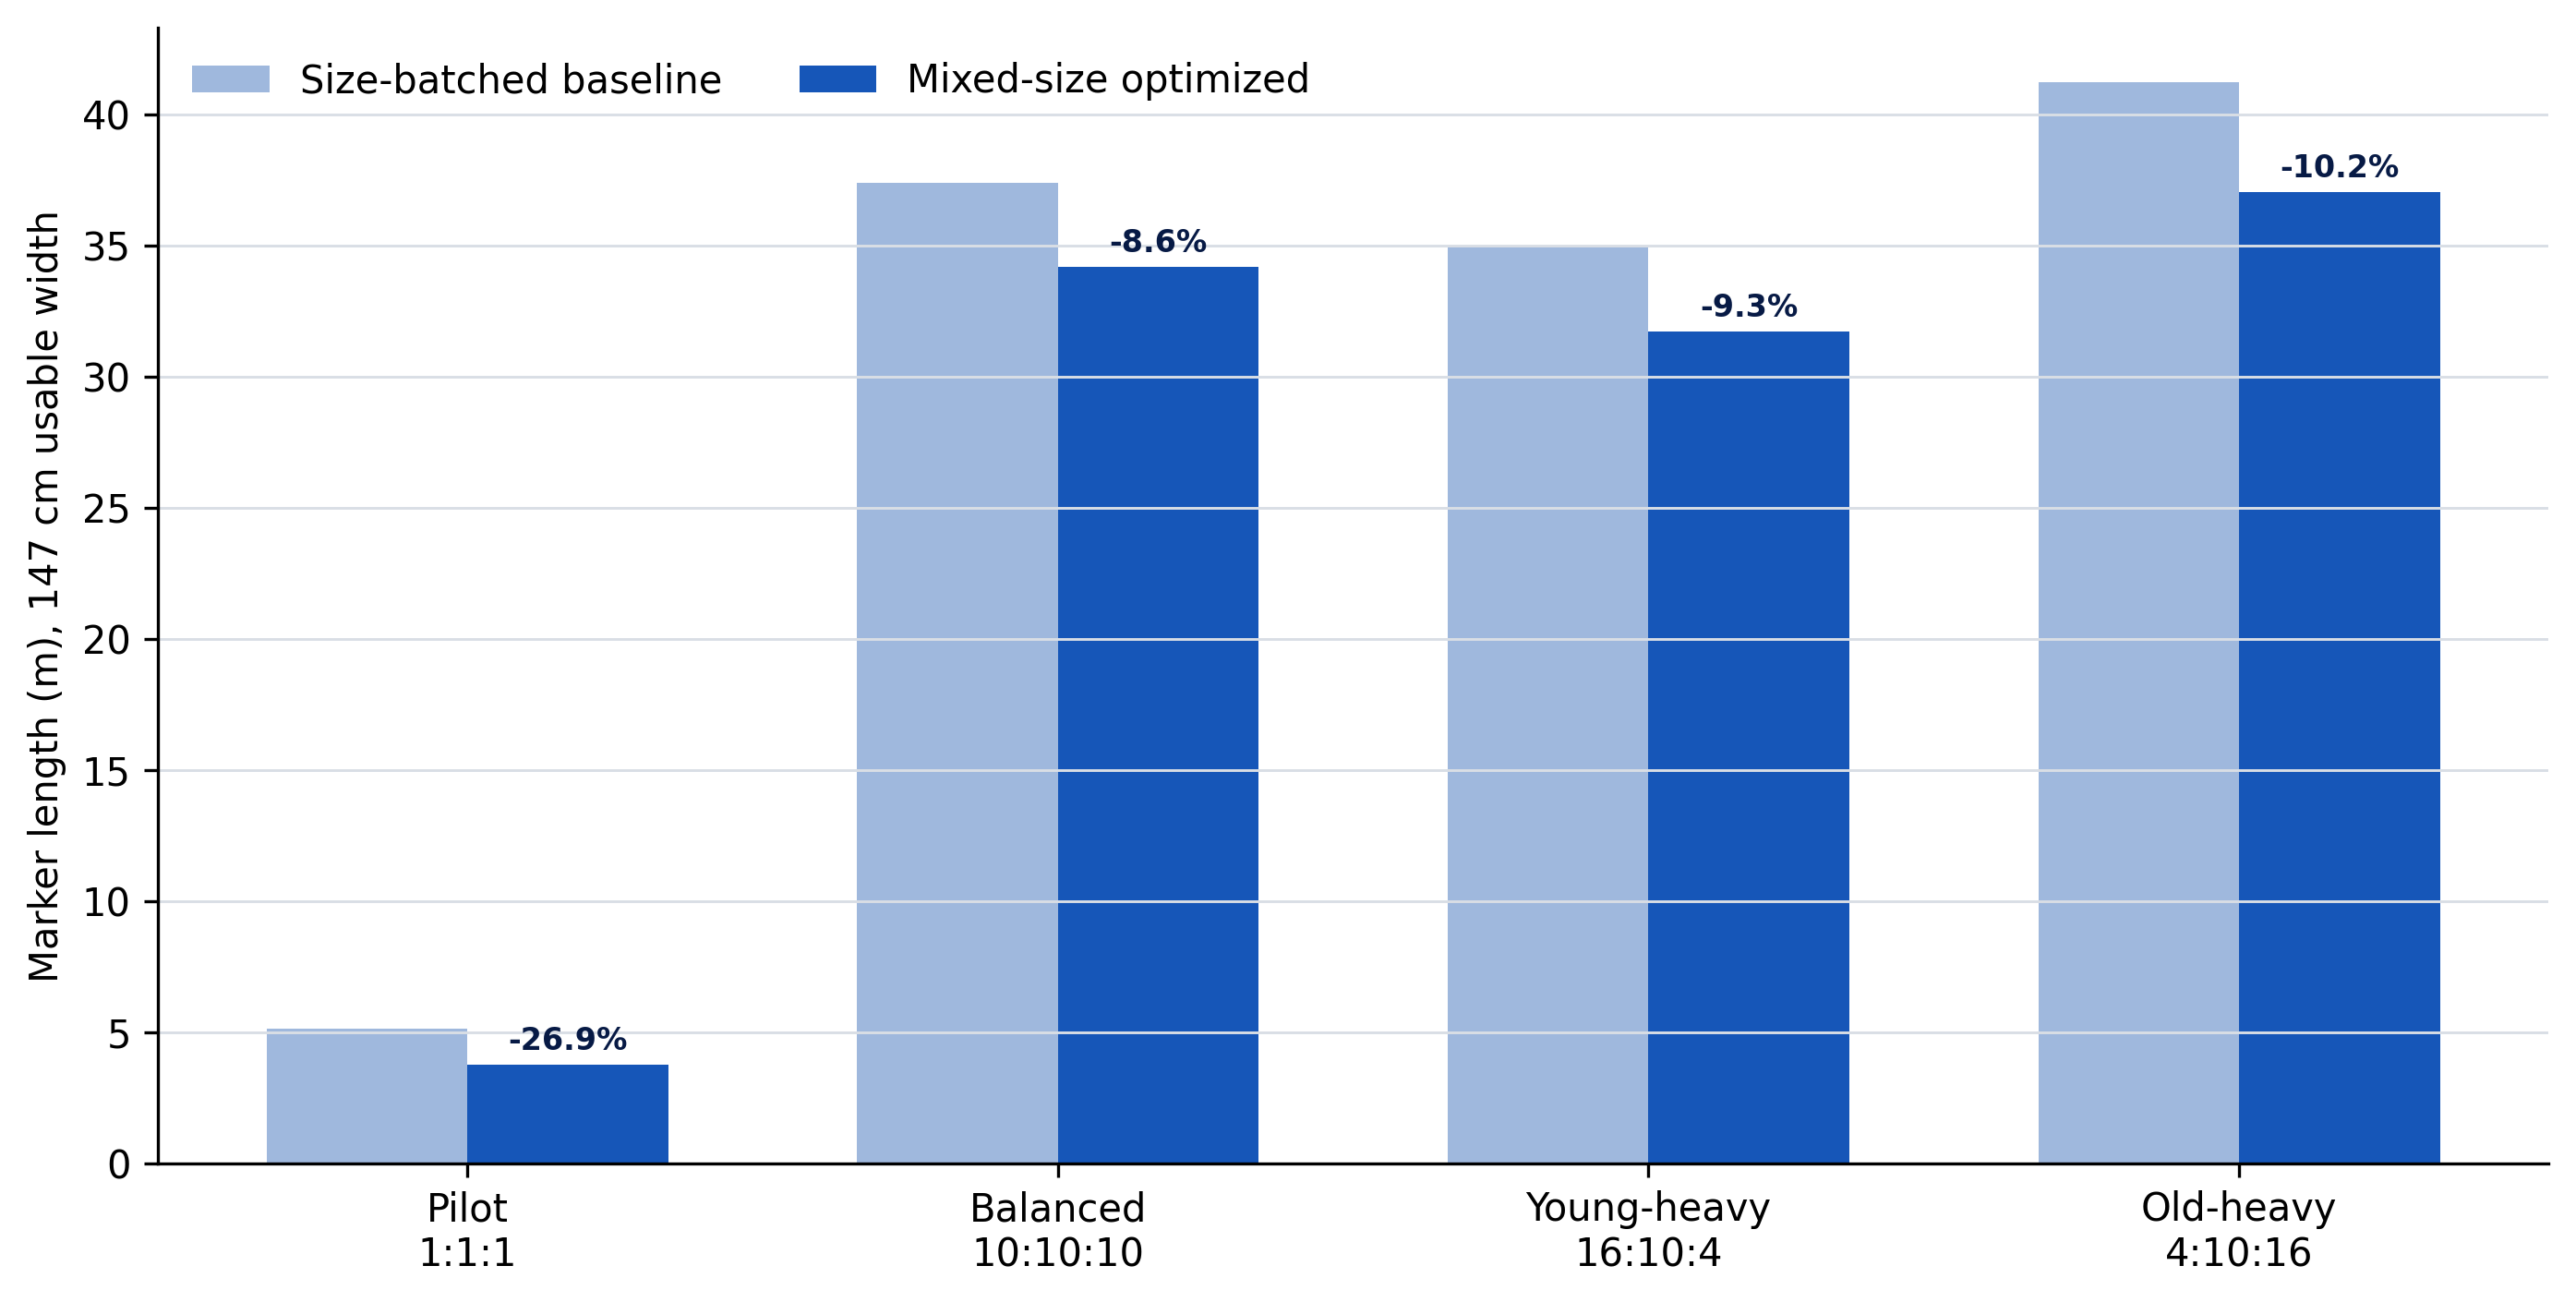 Size-batched baseline
Mixed-size optimized
Marker length (m), 147 cm usable width
40
35
30
25
20
15
10
5
0
-26.9%
-8.6%
-9.3%
-10.2%
Pilot
1:1:1
Balanced
10:10:10
Young-heavy
16:10:4
Old-heavy
4:10:16